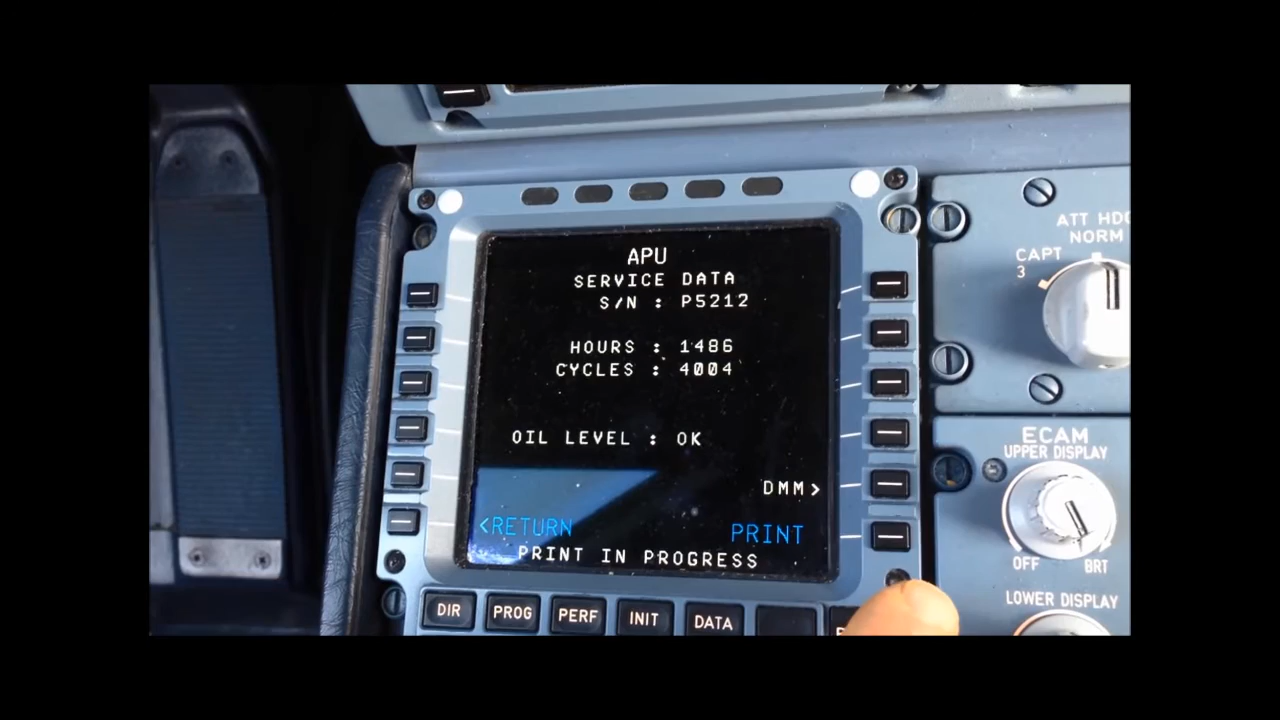 APU
SERVICE DATA
S/N : P5212
HOURS : 1486
CYCLES : 4004
OIL LEVEL : OK
DMM>
<RETURN PRINT
PRINT IN PROGRESS
DIR PROG PERF INIT DATA
ATT HDG
NORM
CAPT
3
ECAM
UPPER DISPLAY
OFF BRT
LOWER DISPLAY